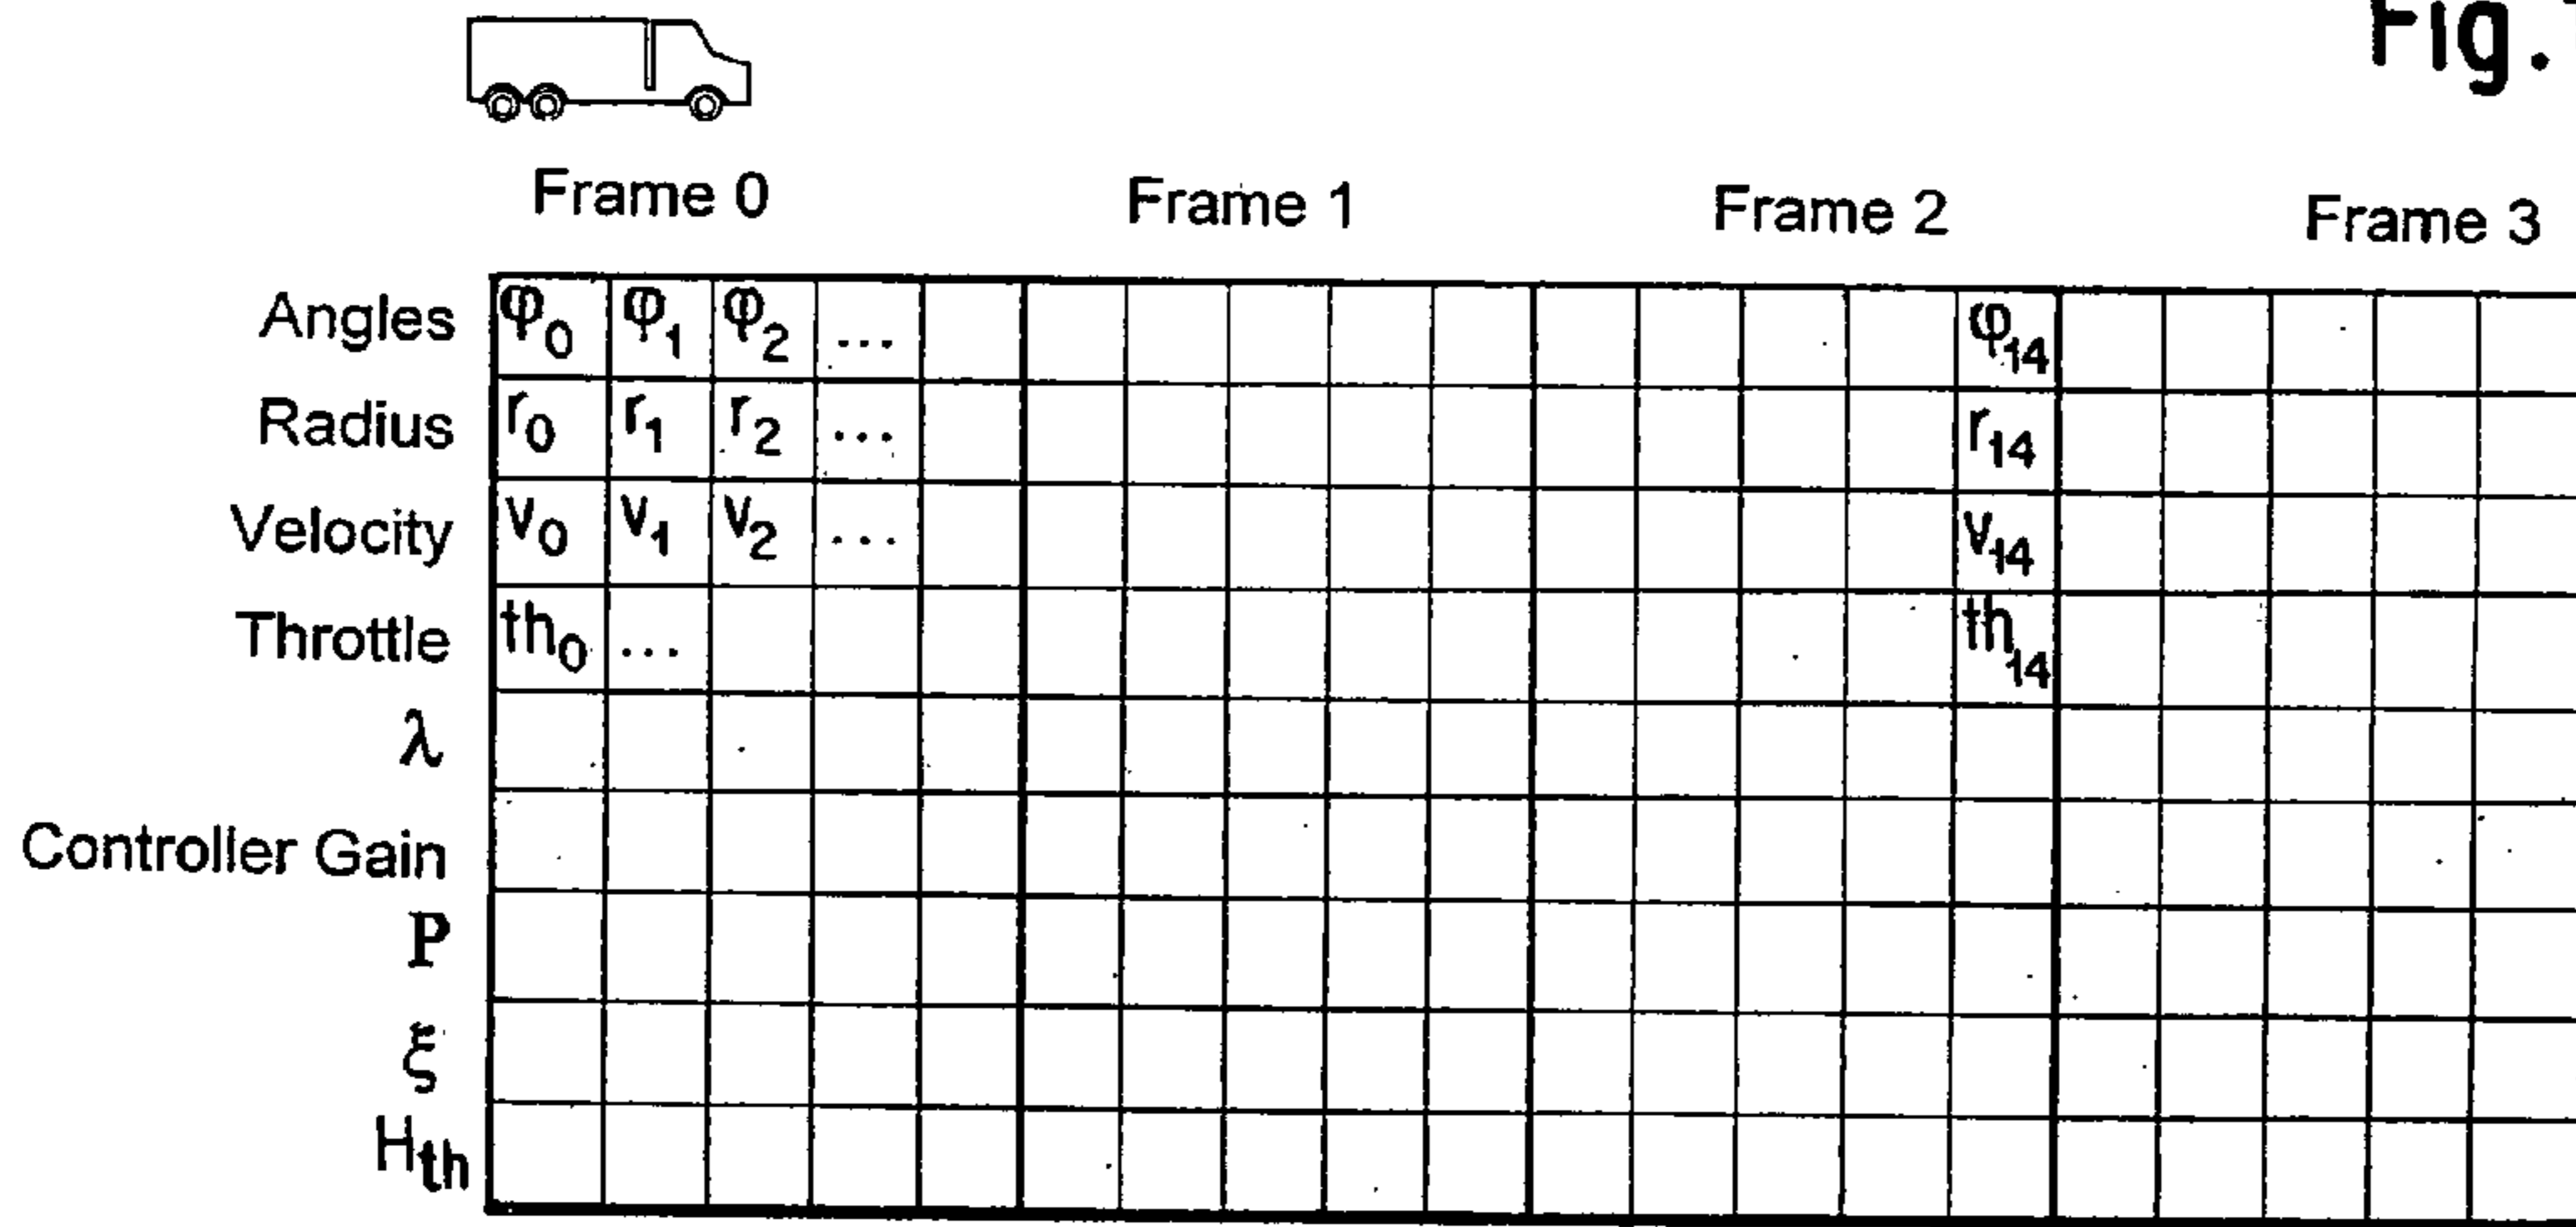 Fig.
Frame 0 Frame 1 Frame 2 Frame 3
Angles φ0 φ1 φ2 ... φ14
Radius r0 r1 r2 ... r14
Velocity v0 v1 v2 ... v14
Throttle th0 ... th14
λ
Controller Gain
P
ξ
Hth